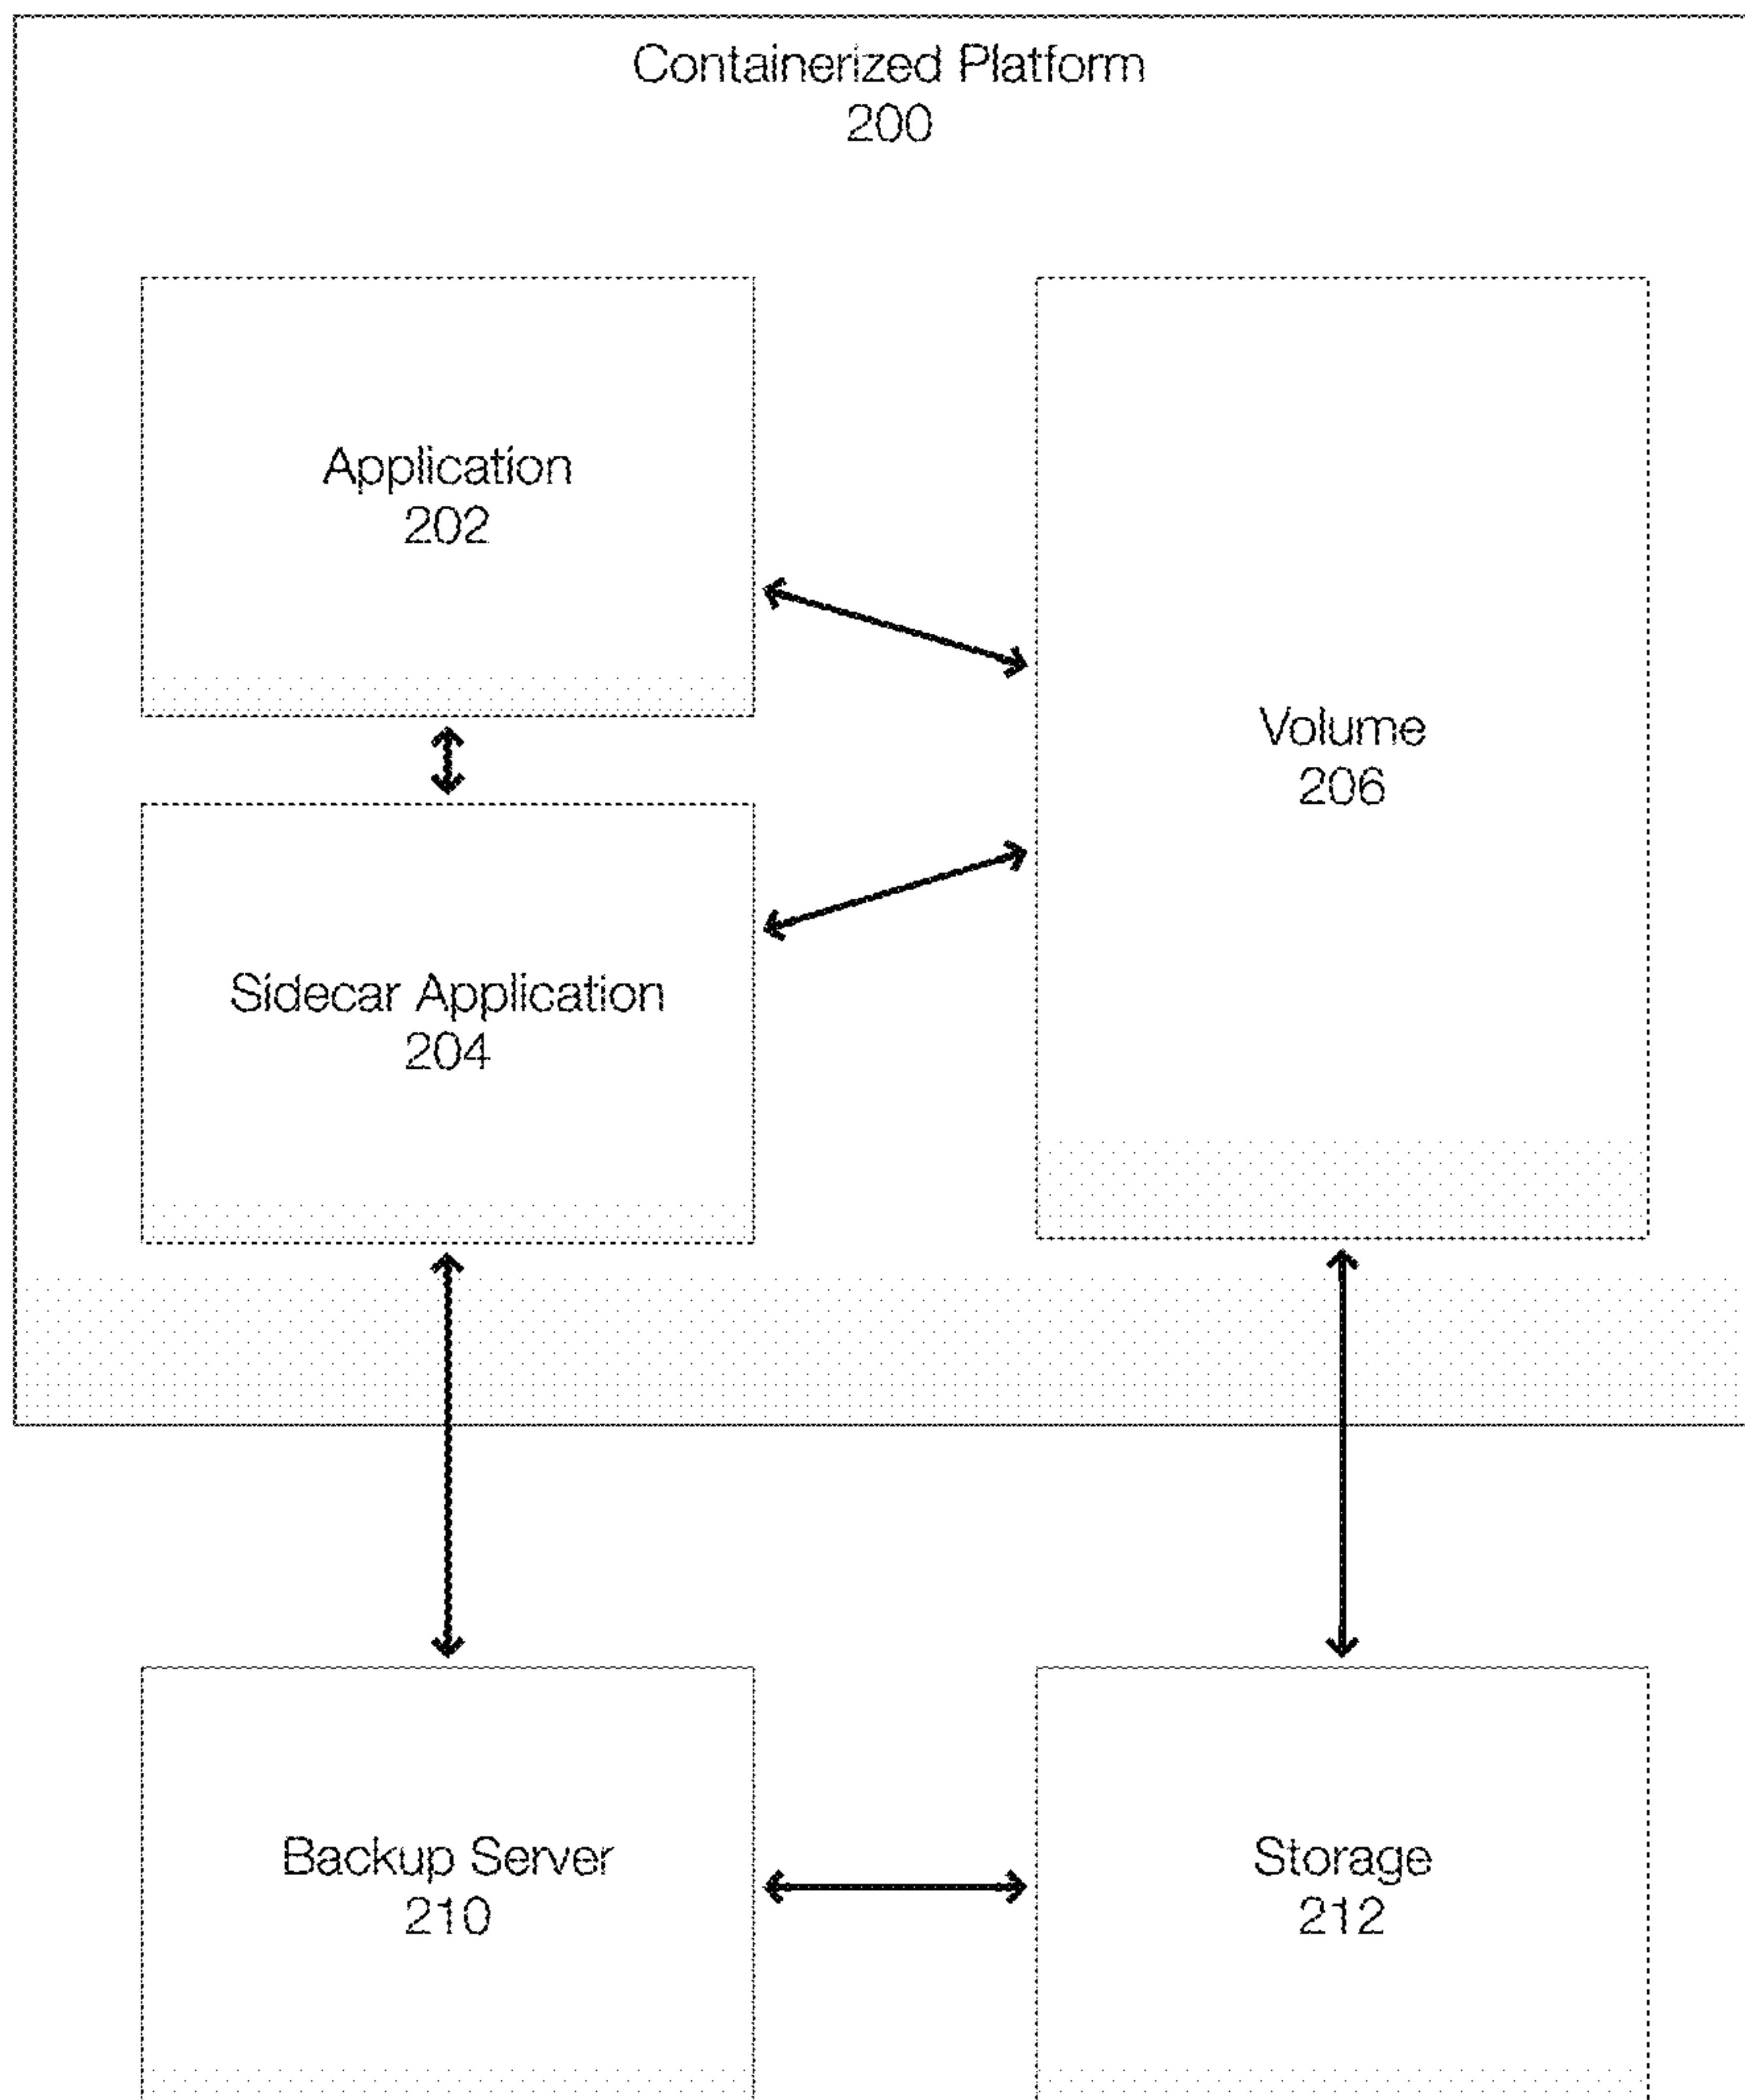 Containerized Platform
200
Application
202
Volume
206
Sidecar Application
204
Backup Server
210
Storage
212